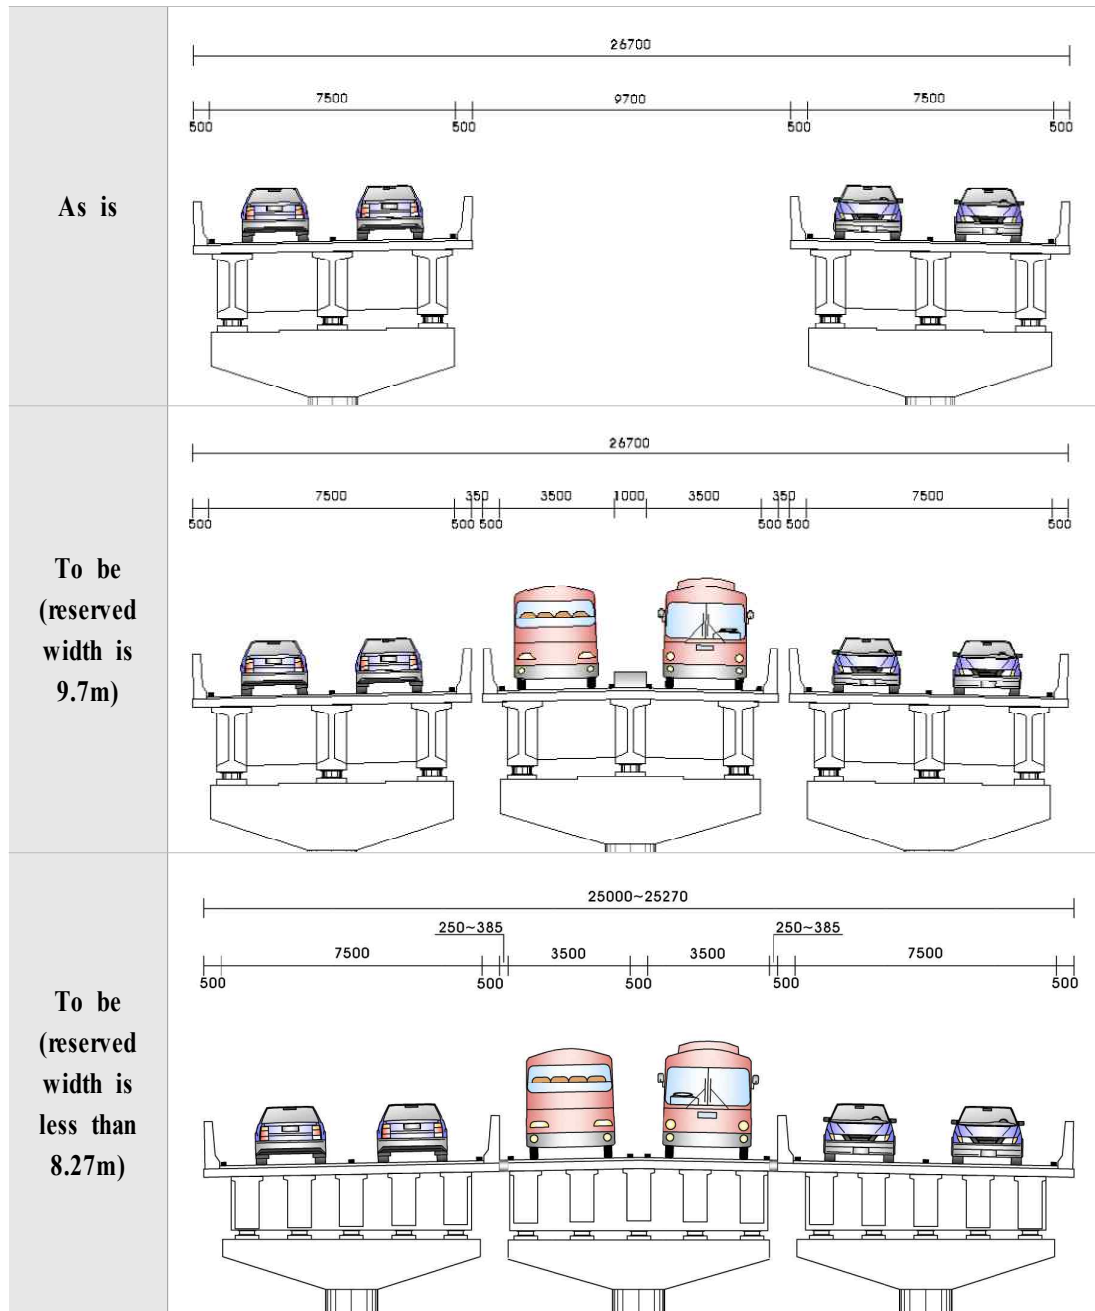 26700
7500 9700 7500
500 500 500 500
As is
26700
7500 350 3500 1000 3500 350 7500
500 500 500 500 500 500
To be
(reserved
width is
9.7m)
25000~25270
250~385 250~385
7500 3500 3500 7500
500 500 500 500 500
To be
(reserved
width is
less than
8.27m)